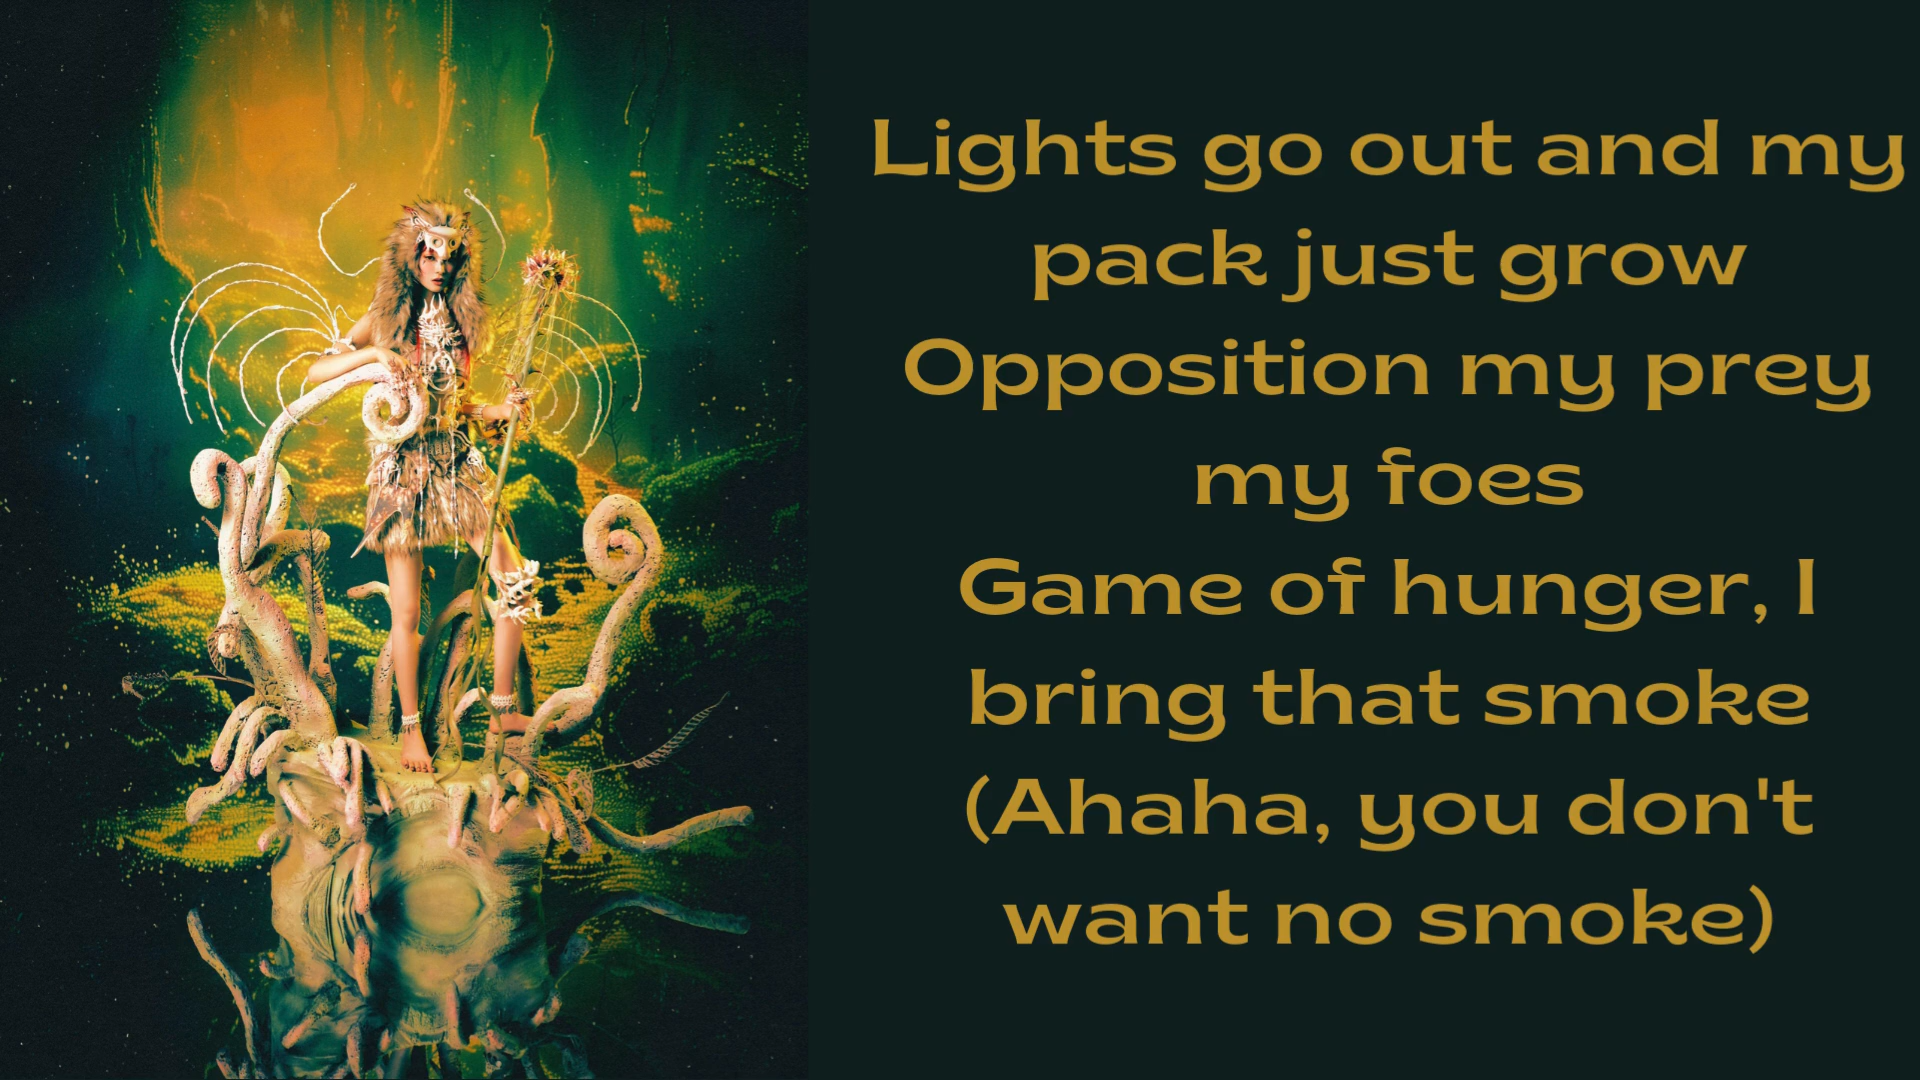 Lights go out and my
pack just grow
Opposition my prey
my foes
Game of hunger, I
bring that smoke
(Ahaha, you don't
want no smoke)